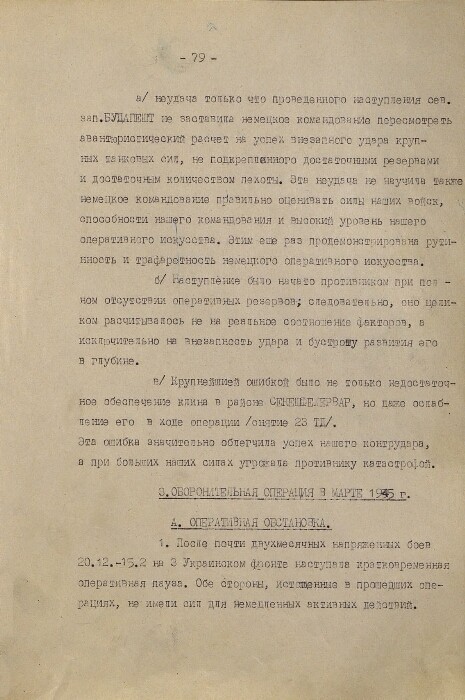 - 79 -
а/ неудача только что проведенного наступления сев.
зап.БУДАПЕШТ не заставила немецкое командование пересмотреть
авантюристический расчет на успех внезапного удара круп-
ных танковых сил, не подкрепленного достаточными резервами
и достаточным количеством пехоты. Эта неудача не научила также
немецкое командование правильно оценивать силы наших войск,
способности нашего командования и высокий уровень нашего
оперативного искусства. Этим еще раз продемонстрирована рути-
нность и трафаретность немецкого оперативного искусства.
б/ Наступление было начато противником при пол-
ном отсутствии оперативных резервов; следовательно, оно цели-
ком расчитывалось не на реальное соотношение факторов, а
исключительно на внезапность удара и быстроту развития его
в глубине.
в/ Крупнейшией ошибкой было не только недостаточ-
ное обеспечение клина в районе СЕКЕШФЕХЕРВАР, но даже ослаб-
ление его в ходе операции /снятие 23 ТД/.
Эта ошибка значительно облегчила успех нашего контрудара,
а при больших наших силах угрожала противнику катастрофой.
3.ОБОРОНИТЕЛЬНАЯ ОПЕРАЦИЯ В МАРТЕ 1945 г.
А. ОПЕРАТИВНАЯ ОБСТАНОВКА.
1. После почти двухмесячных напряженных боев
20.12.-15.2 на 3 Украинском фронте наступала кратковременная
оперативная пауза. Обе стороны, истощенные в прошедших опе-
рациях, не имели сил для немедленных активных действий.